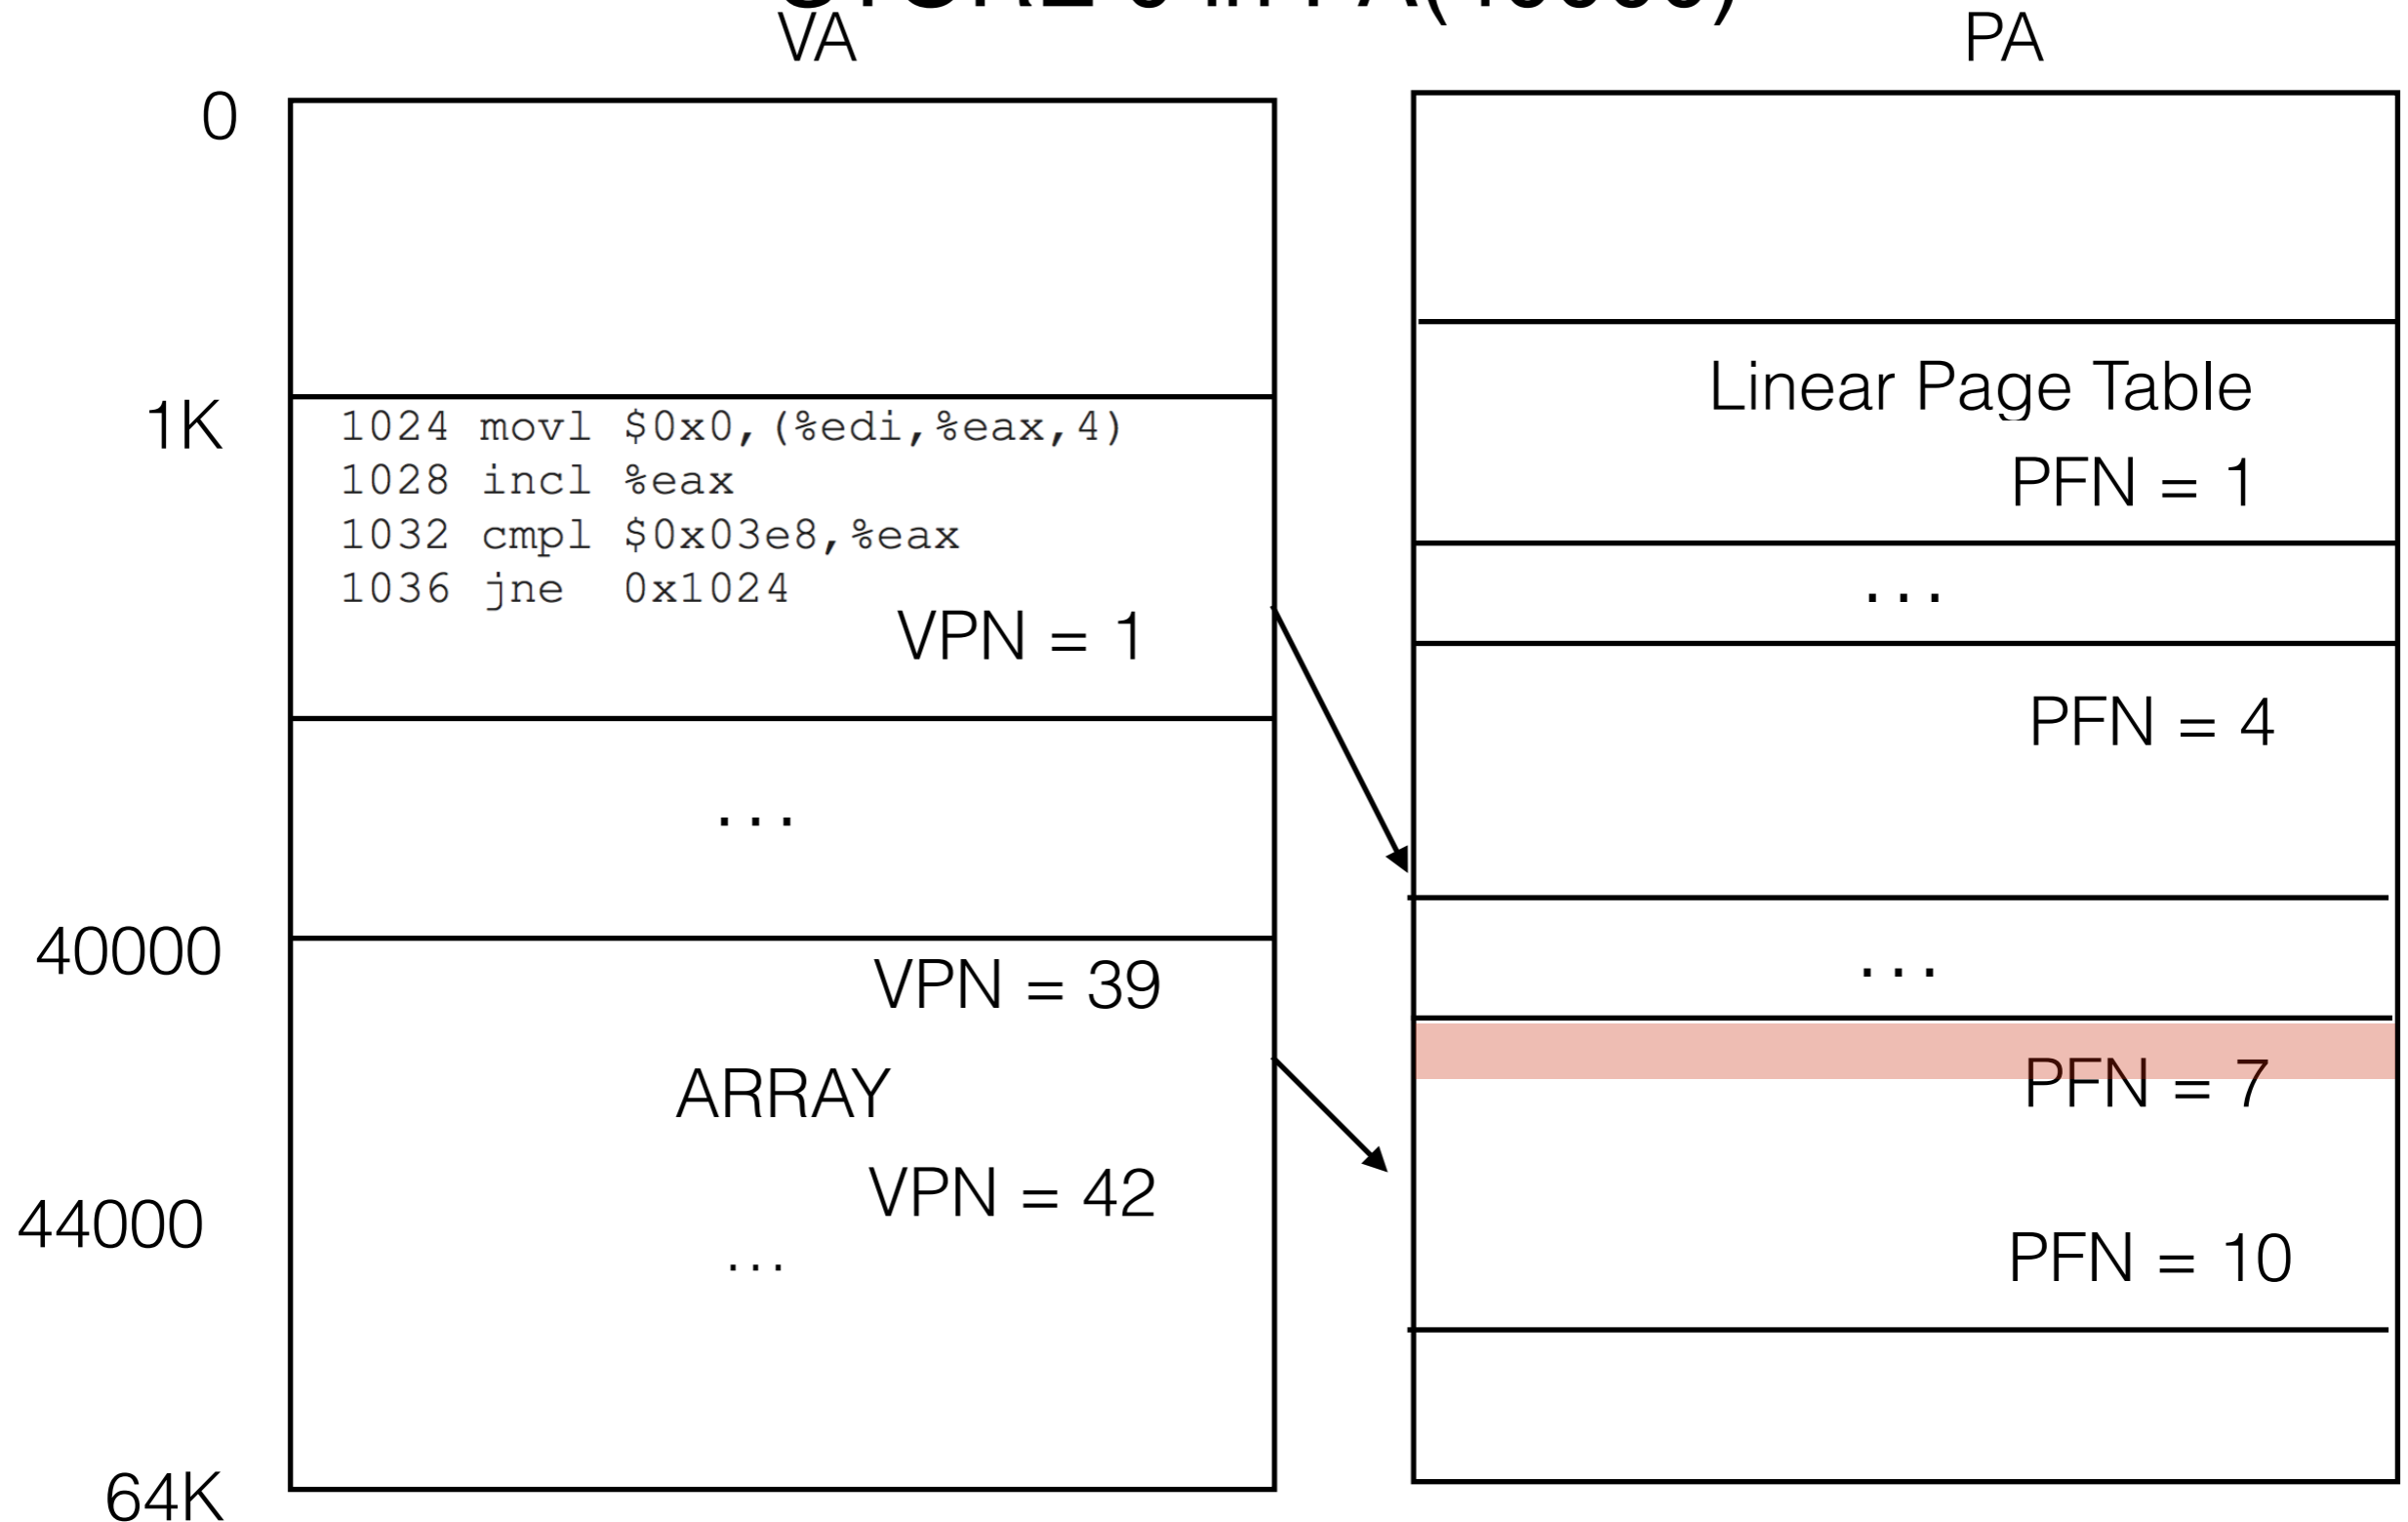 VA
PA
0
1K
1024 movl $0x0,(%edi,%eax,4)
1028 incl %eax
1032 cmpl $0x03e8,%eax
1036 jne 0x1024
VPN = 1
...
40000
VPN = 39
ARRAY
VPN = 42
44000
...
64K
Linear Page Table
PFN = 1
...
PFN = 4
...
PFN = 7
PFN = 10